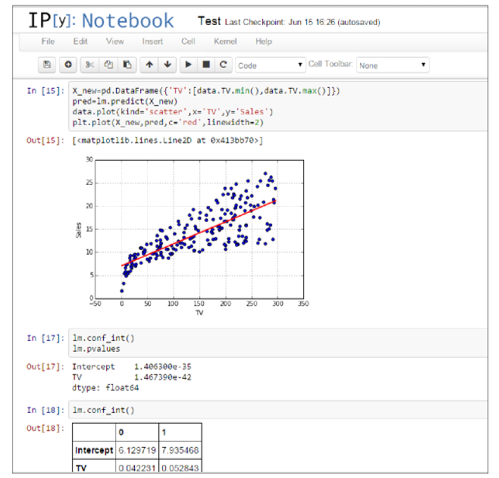 IP[y]: Notebook Test Last Checkpoint: Jun 15 16:26 (autosaved)
File Edit View Insert Cell Kernel Help
Code Cell Toolbar: None
In [15]: X_new=pd.DataFrame({'TV':[data.TV.min(),data.TV.max()]})
pred=lm.predict(X_new)
data.plot(kind='scatter',x='TV',y='Sales')
plt.plot(X_new,pred,c='red',linewidth=2)
Out[15]: [<matplotlib.lines.Line2D at 0x413bb70>]
30
25
20
15
10
5
0
Sales
-50 0 50 100 150 200 250 300 350
TV
In [17]: lm.conf_int()
lm.pvalues
Out[17]: Intercept 1.406300e-35
TV 1.467390e-42
dtype: float64
In [18]: lm.conf_int()
Out[18]:
0 1
Intercept 6.129719 7.935468
TV 0.042231 0.052843